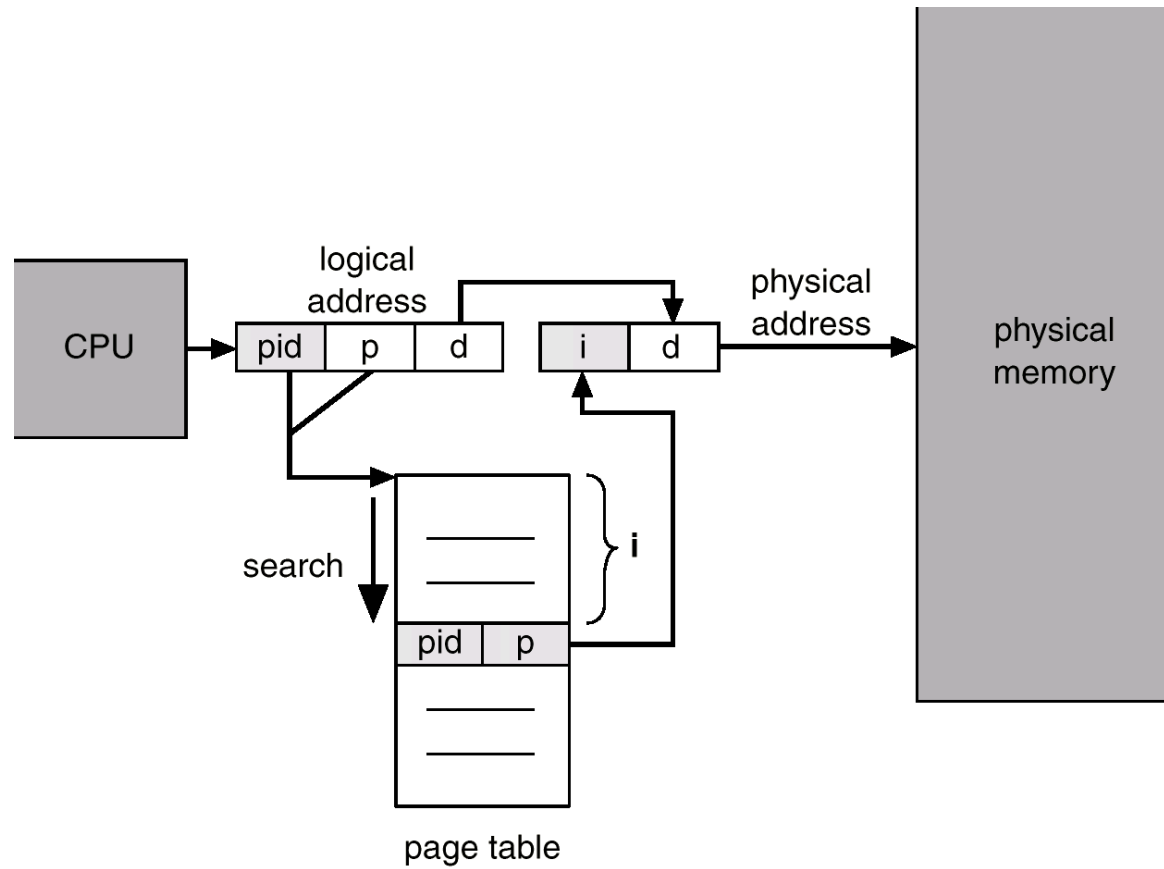 logical
address
physical
address
CPU
pid p d
i d
physical
memory
search
i
pid p
page table